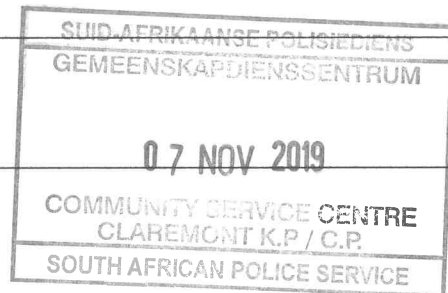 SUID-AFRIKAANSE POLISIEDIENS
GEMEENSKAPDIENSSENTRUM
07 NOV 2019
COMMUNITY SERVICE CENTRE
CLAREMONT K.P / C.P.
SOUTH AFRICAN POLICE SERVICE